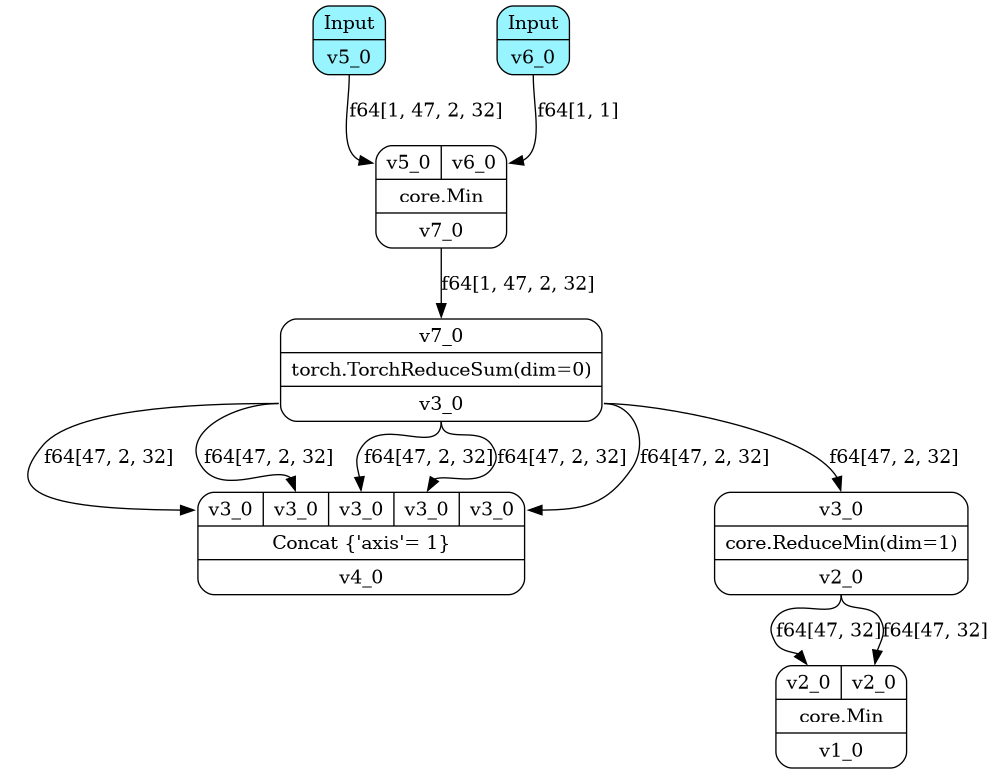 Input
Input
v5_0
v6_0
f64[1, 47, 2, 32]
f64[1, 1]
v5_0
v6_0
core.Min
v7_0
f64[1, 47, 2, 32]
v7_0
torch.TorchReduceSum(dim=0)
v3_0
f64[47, 2, 32]
f64[47, 2, 32]
f64[47, 2, 32]
f64[47, 2, 32]
f64[47, 2, 32]
f64[47, 2, 32]
v3_0
v3_0
v3_0
v3_0
v3_0
Concat {'axis'= 1}
v4_0
v3_0
core.ReduceMin(dim=1)
v2_0
f64[47, 32]
f64[47, 32]
v2_0
v2_0
core.Min
v1_0